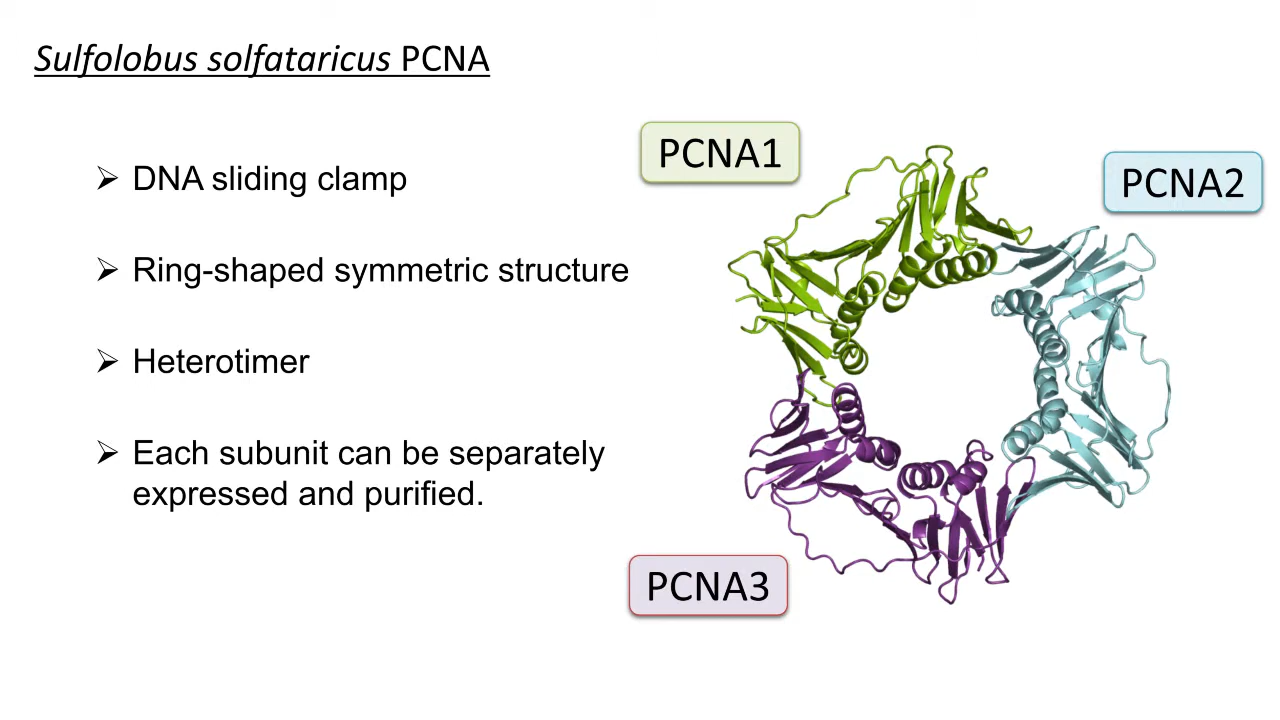 Sulfolobus solfataricus PCNA
PCNA1
PCNA2
➢ DNA sliding clamp
➢ Ring-shaped symmetric structure
➢ Heterotimer
➢ Each subunit can be separately
expressed and purified.
PCNA3